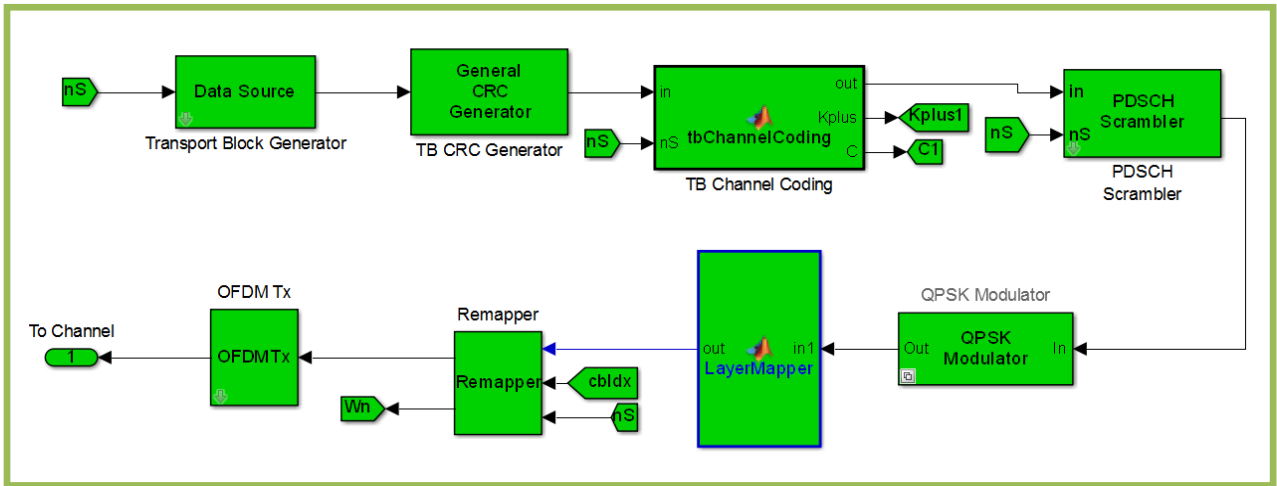 nS
Data Source
Transport Block Generator
General
CRC
Generator
TB CRC Generator
nS
in
nS
tbChannelCoding
out
Kplus
C
TB Channel Coding
Kplus1
C1
nS
in
nS
PDSCH
Scrambler
PDSCH
Scrambler
To Channel
1
OFDM Tx
OFDMTx
Wn
Remapper
Remapper
cbIdx
nS
out
in1
LayerMapper
QPSK Modulator
Out
QPSK
Modulator
In